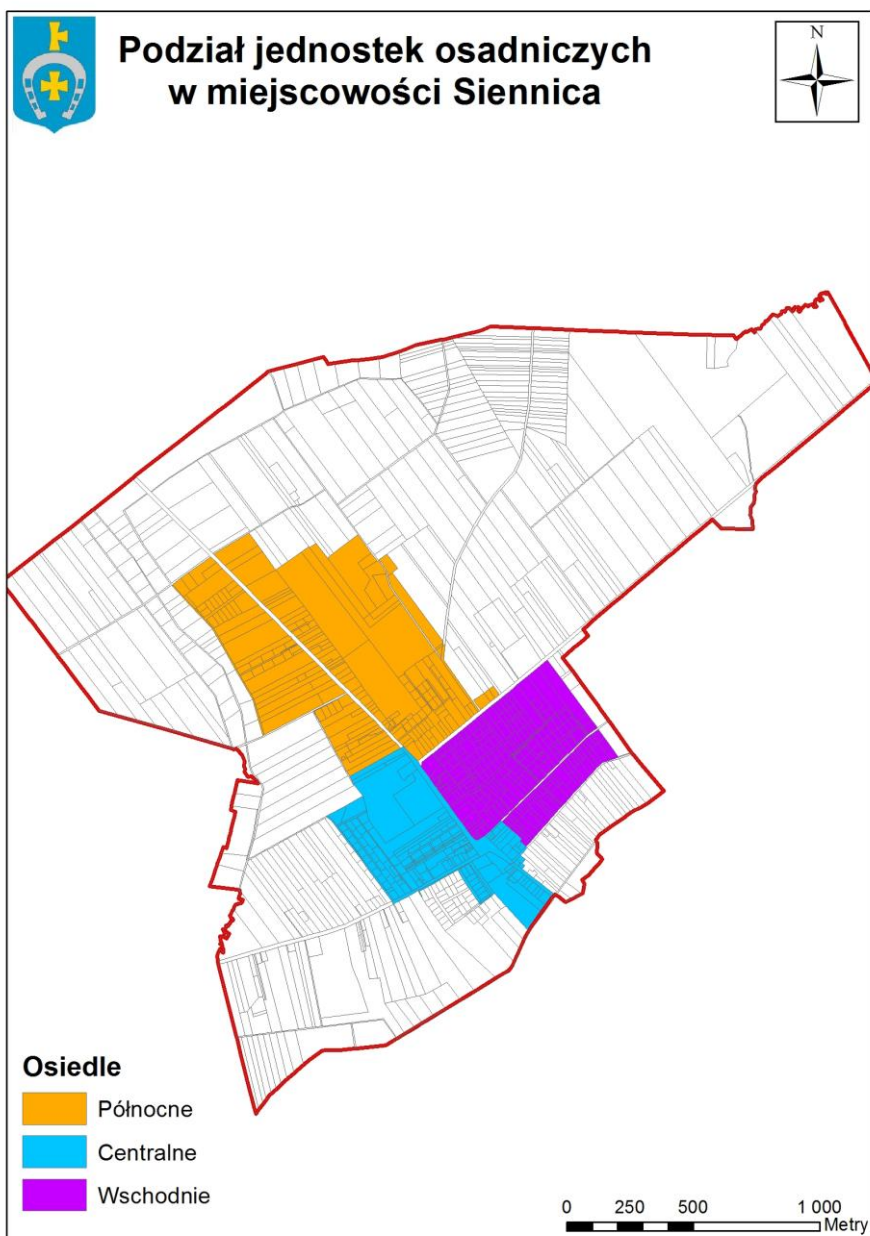 Podział jednostek osadniczych
w miejscowości Siennica
N
Osiedle
Północne
Centralne
Wschodnie
0 250 500 1 000
Metry